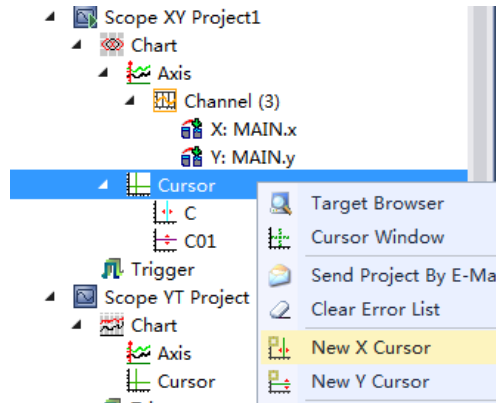 Scope XY Project1
Chart
Axis
Channel (3)
X: MAIN.x
Y: MAIN.y
Cursor
C
C01
Trigger
Scope YT Project
Chart
Axis
Cursor
Target Browser
Cursor Window
Send Project By E-Ma
Clear Error List
New X Cursor
New Y Cursor